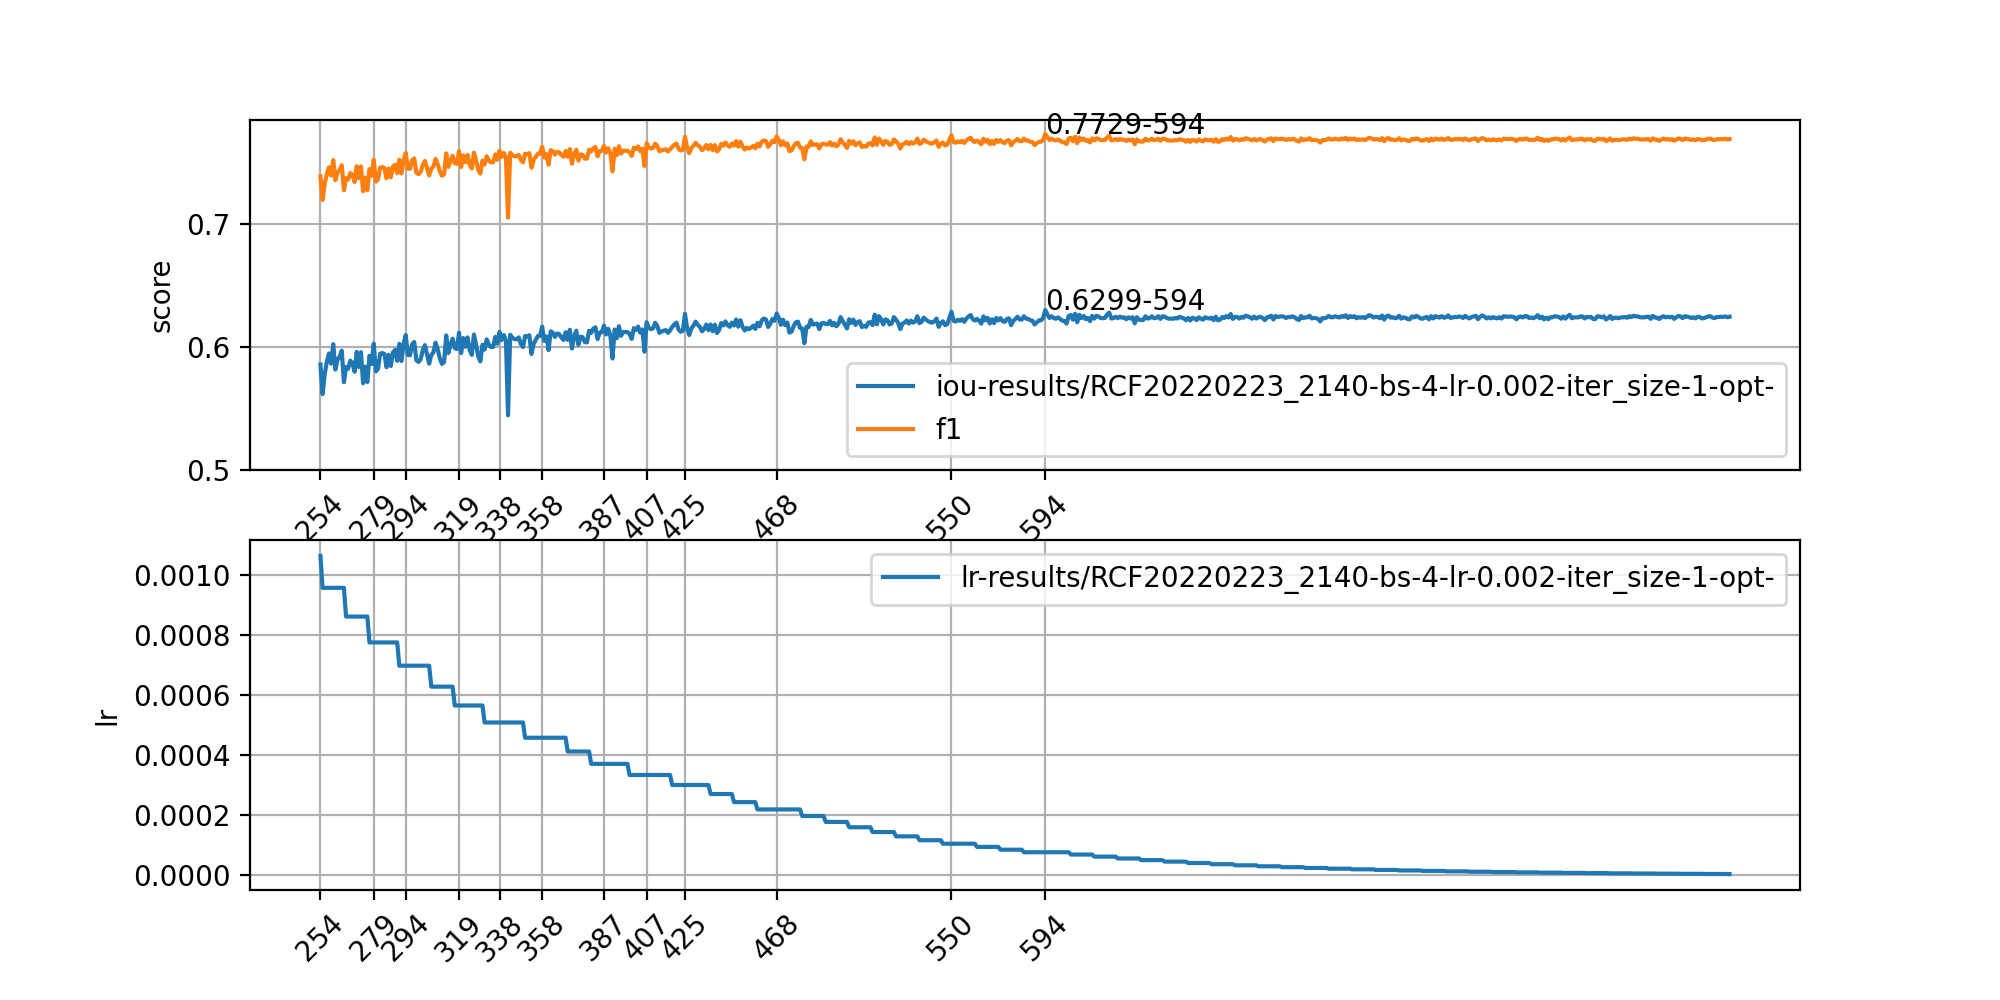 0.7729-594
0.7
score
0.6299-594
0.6
iou-results/RCF20220223_2140-bs-4-lr-0.002-iter_size-1-opt-
f1
0.5
254 279 294 319 338 358 387 407 425 468 550 594
lr-results/RCF20220223_2140-bs-4-lr-0.002-iter_size-1-opt-
0.0010
0.0008
0.0006
lr
0.0004
0.0002
0.0000
254 279 294 319 338 358 387 407 425 468 550 594